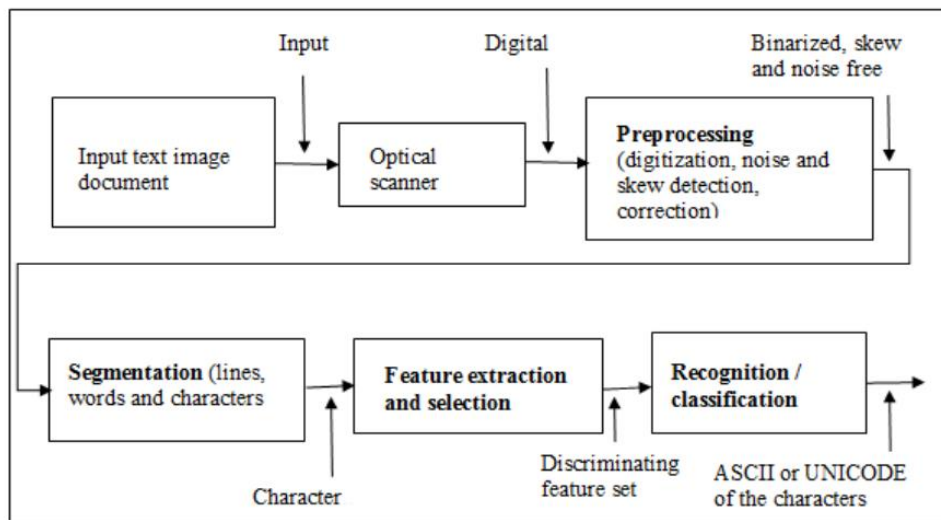 Input
Digital
Binarized, skew
and noise free
Input text image
document
Optical
scanner
Preprocessing
(digitization, noise and
skew detection,
correction)
Segmentation (lines,
words and characters
Feature extraction
and selection
Recognition /
classification
Character
Discriminating
feature set
ASCII or UNICODE
of the characters